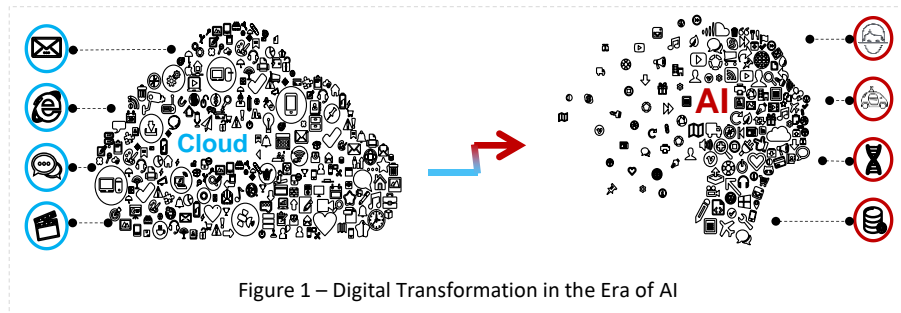 Cloud
AI
Figure 1 – Digital Transformation in the Era of AI